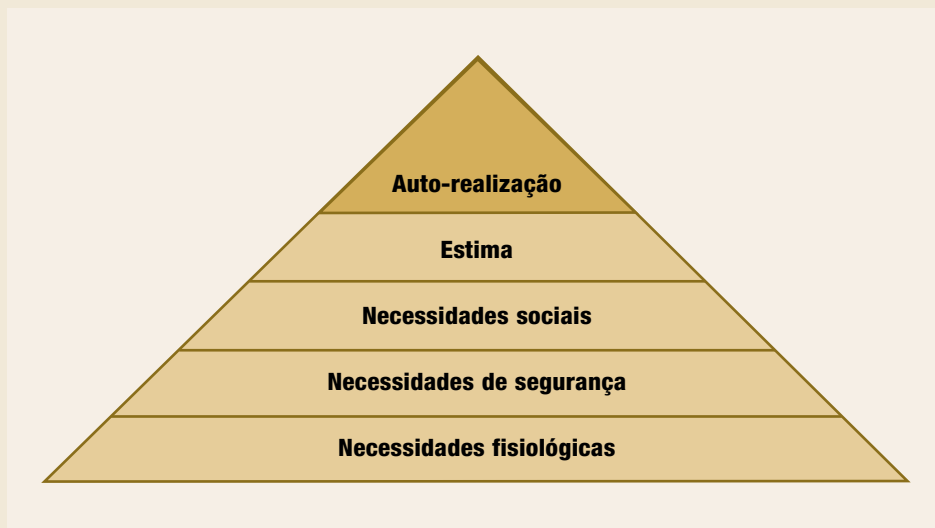 Auto-realização
Estima
Necessidades sociais
Necessidades de segurança
Necessidades fisiológicas